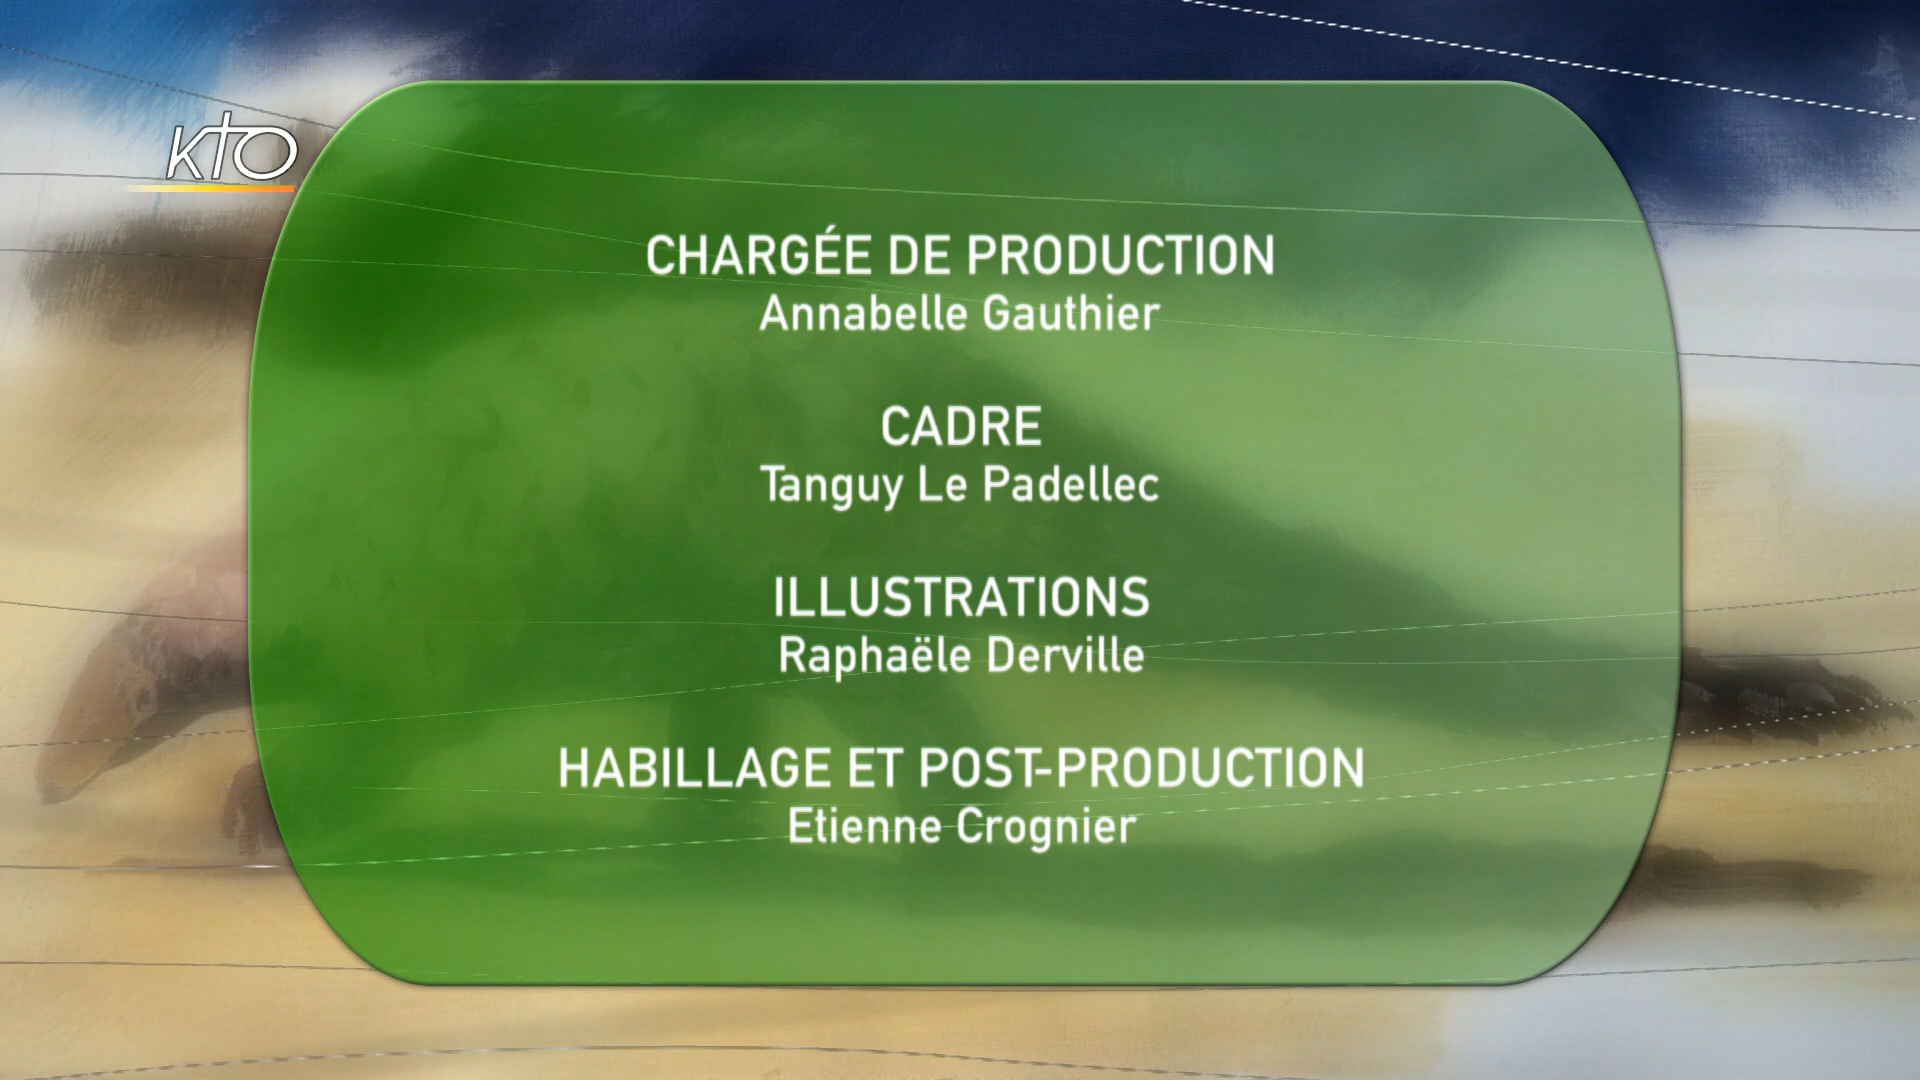 KTO
CHARGÉE DE PRODUCTION
Annabelle Gauthier
CADRE
Tanguy Le Padellec
ILLUSTRATIONS
Raphaële Derville
HABILLAGE ET POST-PRODUCTION
Etienne Crognier